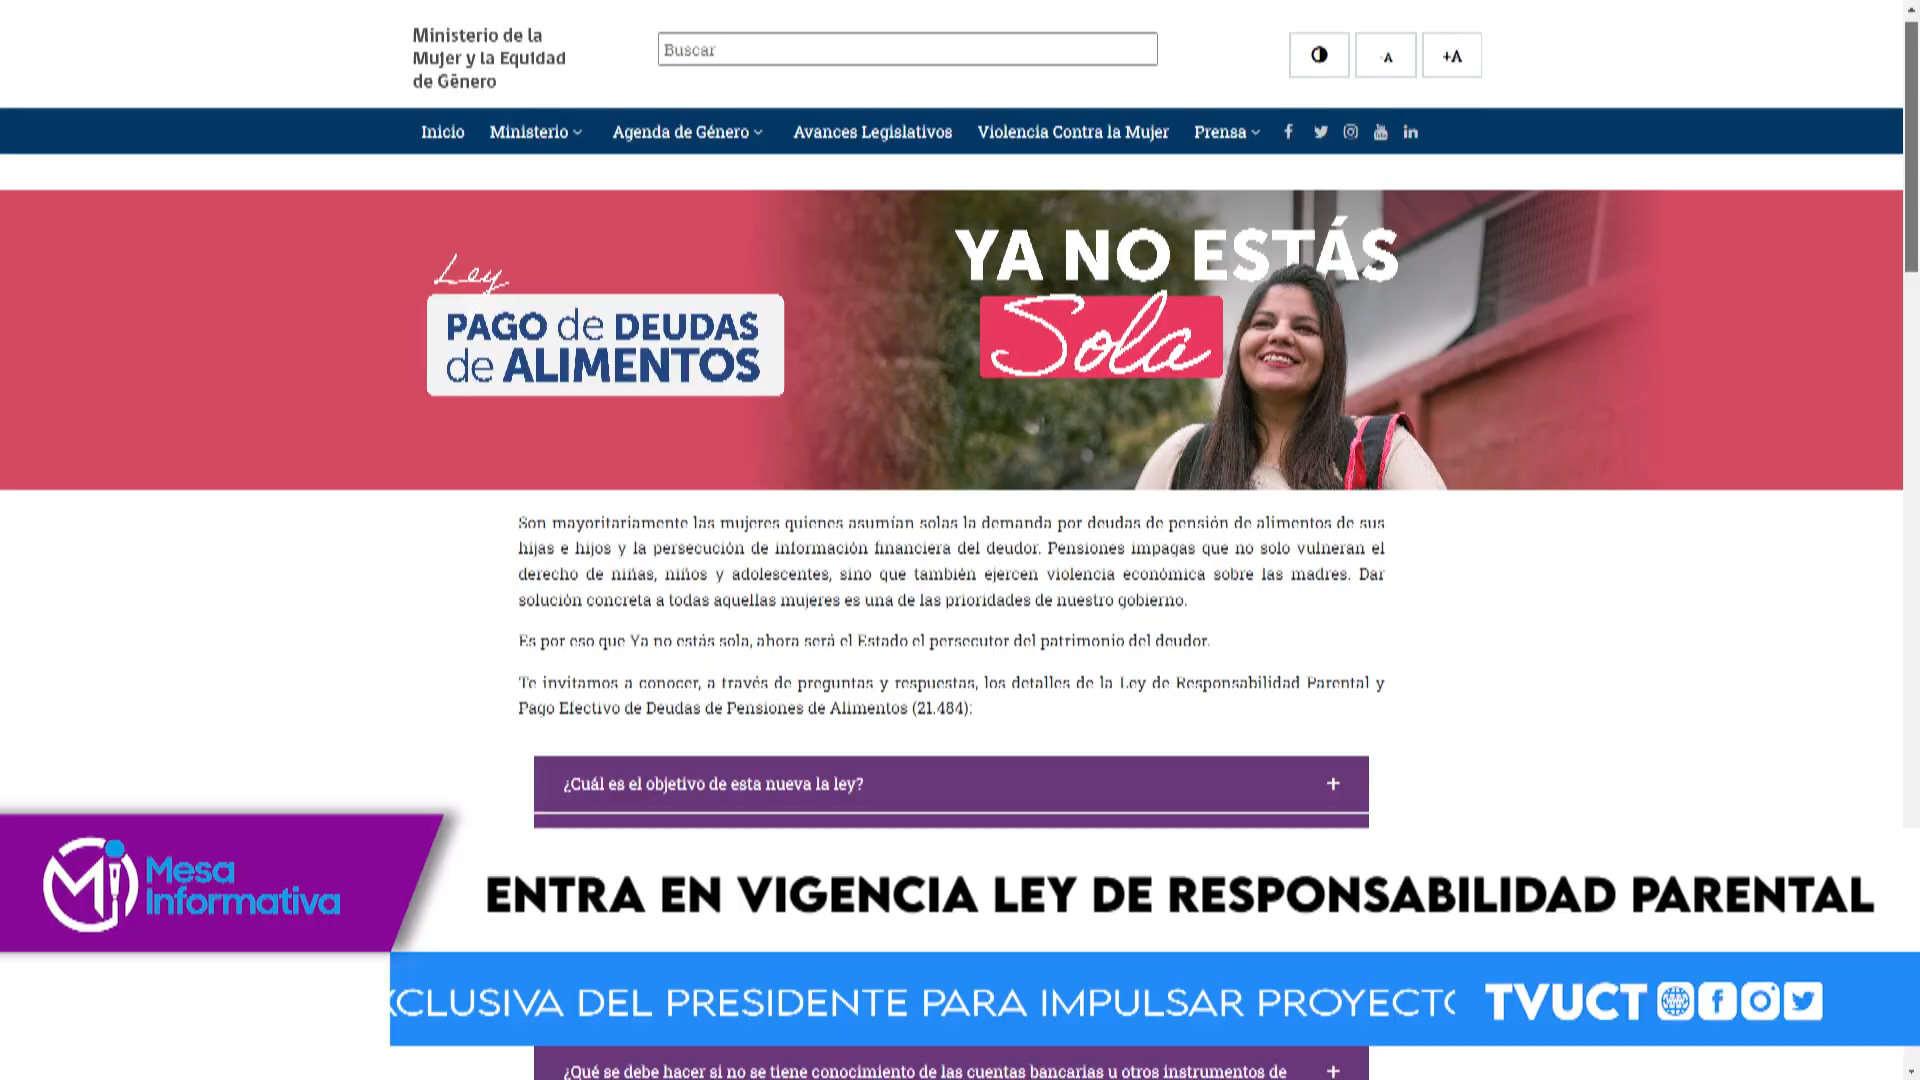 Ministerio de la
Mujer y la Equidad
de Género
Buscar
-A
+A
Inicio Ministerio Agenda de Género Avances Legislativos Violencia Contra la Mujer Prensa
Ley
PAGO de DEUDAS
de ALIMENTOS
YA NO ESTÁS
Sola
Son mayoritariamente las mujeres quienes asumían solas la demanda por deudas de pensión de alimentos de sus
hijas e hijos y la persecución de información financiera del deudor. Pensiones impagas que no solo vulneran el
derecho de niñas, niños y adolescentes, sino que también ejercen violencia económica sobre las madres. Dar
solución concreta a todas aquellas mujeres es una de las prioridades de nuestro gobierno.
Es por eso que Ya no estás sola, ahora será el Estado el persecutor del patrimonio del deudor.
Te invitamos a conocer, a través de preguntas y respuestas, los detalles de la Ley de Responsabilidad Parental y
Pago Efectivo de Deudas de Pensiones de Alimentos (21.484):
¿Cuál es el objetivo de esta nueva la ley? +
Mesa
Informativa
ENTRA EN VIGENCIA LEY DE RESPONSABILIDAD PARENTAL
XCLUSIVA DEL PRESIDENTE PARA IMPULSAR PROYECTO
TVUCT
¿Qué se debe hacer si no se tiene conocimiento de las cuentas bancarias u otros instrumentos de +